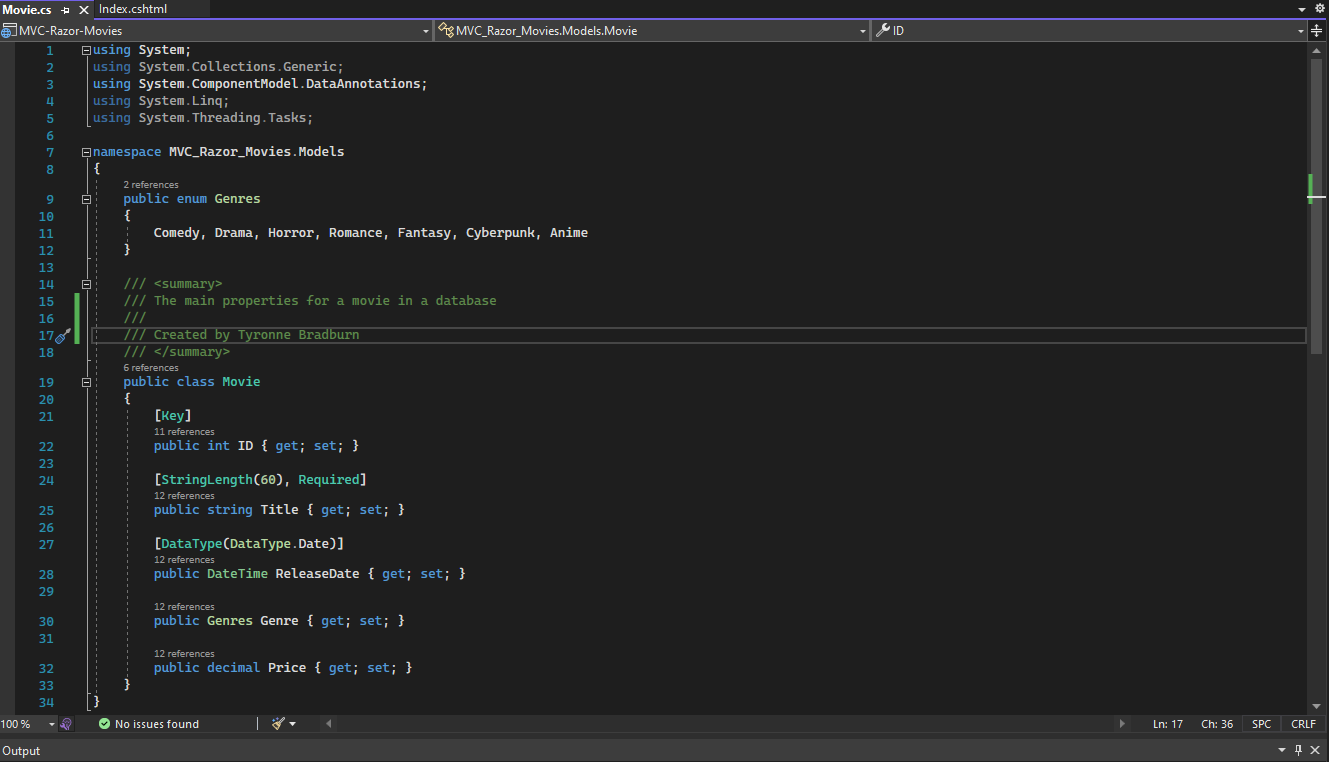 Movie.cs Index.cshtml
MVC-Razor-Movies MVC_Razor_Movies.Models.Movie ID
1 using System;
2 using System.Collections.Generic;
3 using System.ComponentModel.DataAnnotations;
4 using System.Linq;
5 using System.Threading.Tasks;
6
7 namespace MVC_Razor_Movies.Models
8 {
2 references
9 public enum Genres
10 {
11 Comedy, Drama, Horror, Romance, Fantasy, Cyberpunk, Anime
12 }
13
14 /// <summary>
15 /// The main properties for a movie in a database
16 ///
17 /// Created by Tyronne Bradburn
18 /// </summary>
6 references
19 public class Movie
20 {
21 [Key]
11 references
22 public int ID { get; set; }
23
24 [StringLength(60), Required]
12 references
25 public string Title { get; set; }
26
27 [DataType(DataType.Date)]
12 references
28 public DateTime ReleaseDate { get; set; }
29
12 references
30 public Genres Genre { get; set; }
31
12 references
32 public decimal Price { get; set; }
33 }
34 }
100 % No issues found Ln: 17 Ch: 36 SPC CRLF
Output